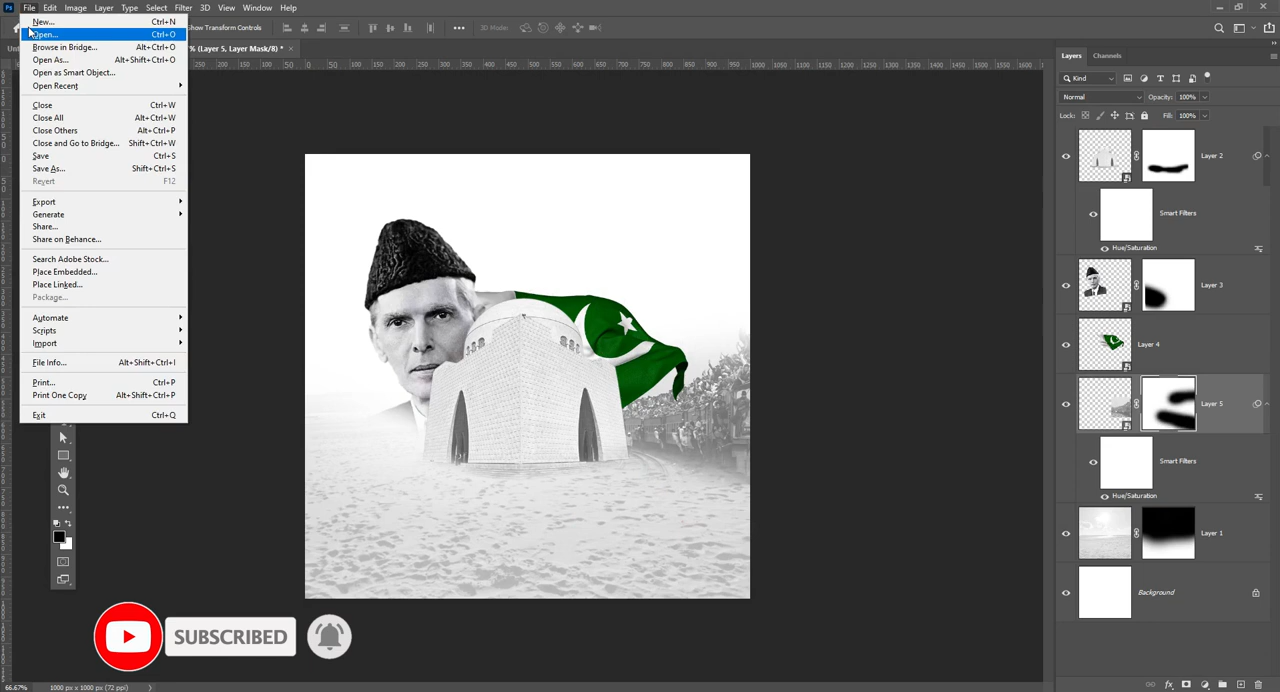 Ps File Edit Image Layer Type Select Filter 3D View Window Help
Show Transform Controls
3D Mode:
% (Layer 5, Layer Mask/8) * ×
New... Ctrl+N
Open... Ctrl+O
Browse in Bridge... Alt+Ctrl+O
Open As... Alt+Shift+Ctrl+O
Open as Smart Object...
Open Recent
Close Ctrl+W
Close All Alt+Ctrl+W
Close Others Alt+Ctrl+P
Close and Go to Bridge... Shift+Ctrl+W
Save Ctrl+S
Save As... Shift+Ctrl+S
Revert F12
Export
Generate
Share...
Share on Behance...
Search Adobe Stock...
Place Embedded...
Place Linked...
Package...
Automate
Scripts
Import
File Info... Alt+Shift+Ctrl+I
Print... Ctrl+P
Print One Copy Alt+Shift+Ctrl+P
Exit Ctrl+Q
Layers Channels
Kind
Normal Opacity: 100%
Lock: Fill: 100%
Layer 2
Smart Filters
Hue/Saturation
Layer 3
Layer 4
Layer 5
Smart Filters
Hue/Saturation
Layer 1
Background
SUBSCRIBED
66.67% 1000 px x 1000 px (72 ppi)